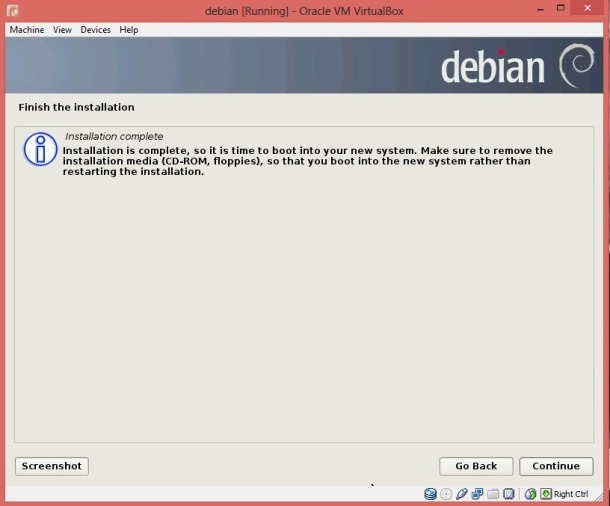 debian [Running] - Oracle VM VirtualBox
Machine View Devices Help
debian
Finish the installation
Installation complete
Installation is complete, so it is time to boot into your new system. Make sure to remove the
installation media (CD-ROM, floppies), so that you boot into the new system rather than
restarting the installation.
Screenshot
Go Back
Continue
Right Ctrl